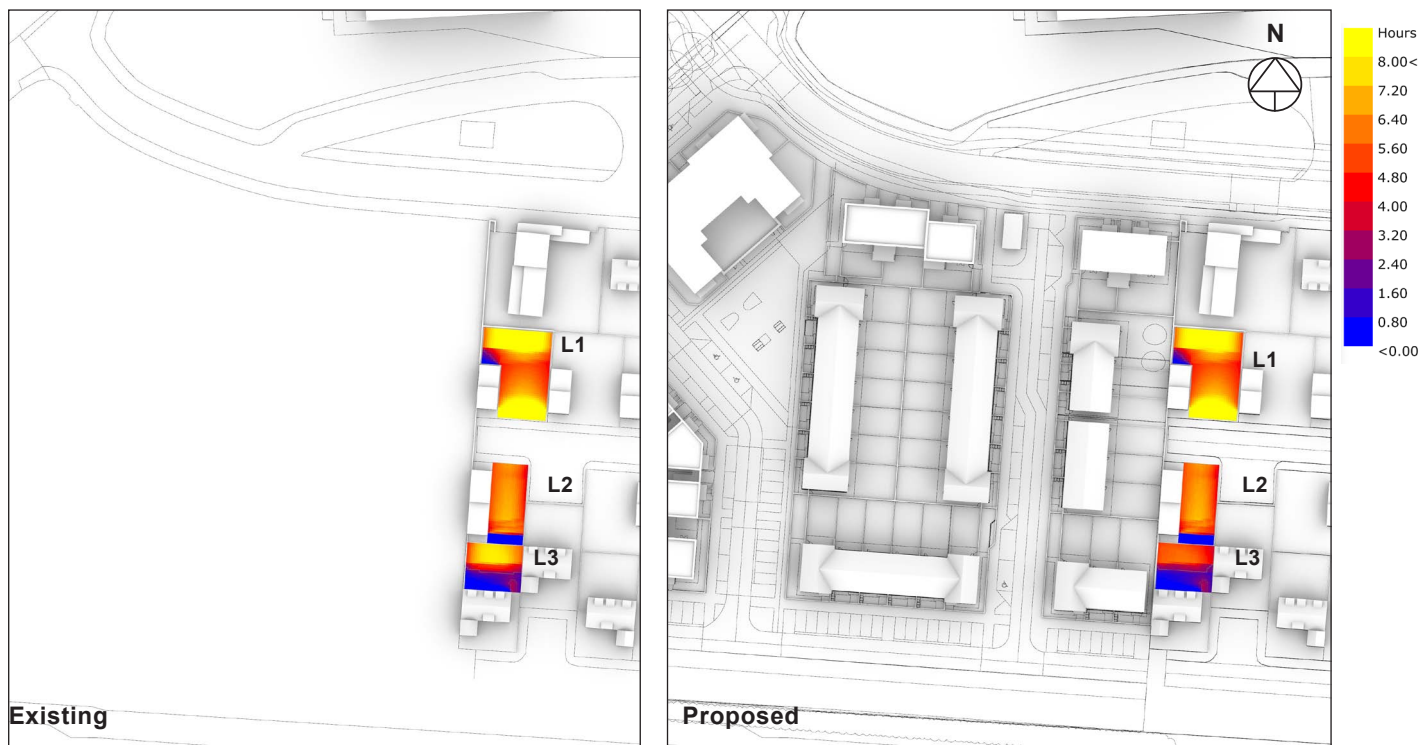 N
Hours
8.00<
7.20
6.40
5.60
4.80
4.00
3.20
2.40
1.60
0.80
<0.00
L1
L2
L3
L1
L2
L3
Existing
Proposed